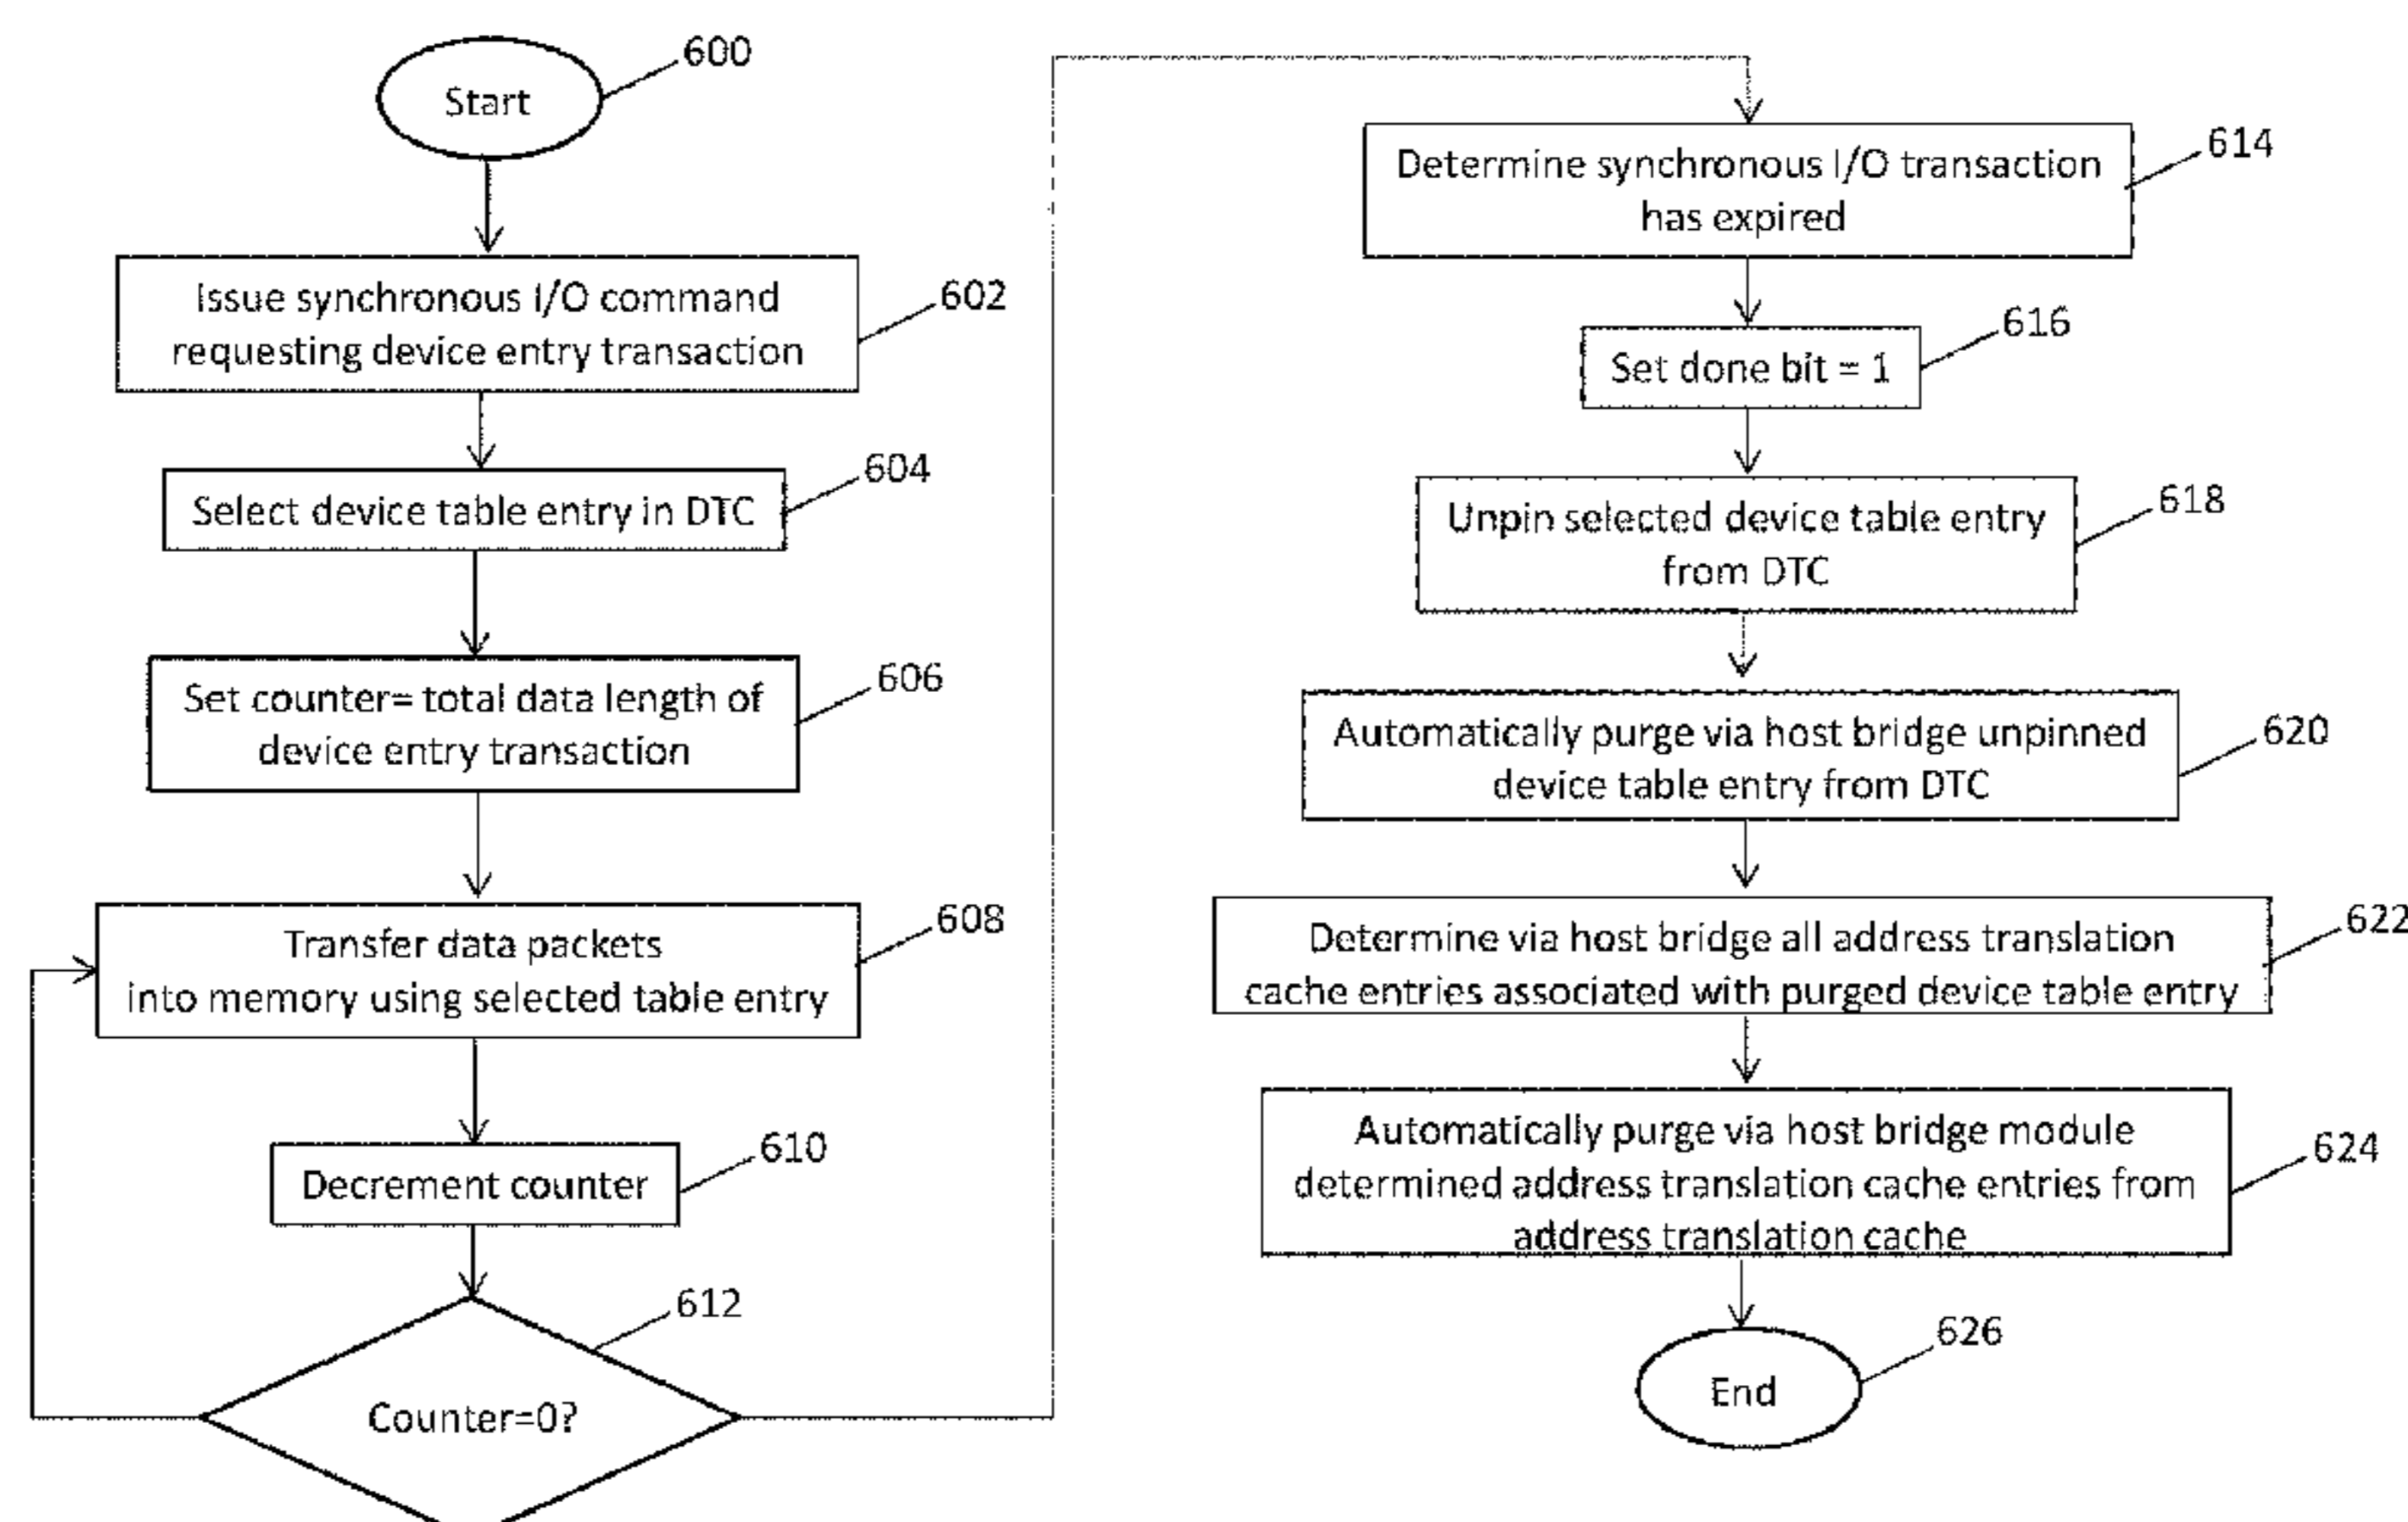 Start
600
Issue synchronous I/O command
requesting device entry transaction
602
Select device table entry in DTC
604
Set counter= total data length of
device entry transaction
606
Transfer data packets
into memory using selected table entry
608
Decrement counter
610
Counter=0?
612
Determine synchronous I/O transaction
has expired
614
Set done bit = 1
616
Unpin selected device table entry
from DTC
618
Automatically purge via host bridge unpinned
device table entry from DTC
620
Determine via host bridge all address translation
cache entries associated with purged device table entry
622
Automatically purge via host bridge module
determined address translation cache entries from
address translation cache
624
End
626